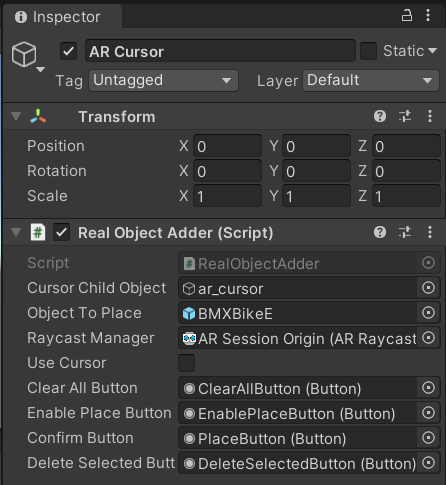 Inspector
AR Cursor Static
Tag Untagged Layer Default
Transform
Position X 0 Y 0 Z 0
Rotation X 0 Y 0 Z 0
Scale X 1 Y 1 Z 1
Real Object Adder (Script)
Script RealObjectAdder
Cursor Child Object ar_cursor
Object To Place BMXBikeE
Raycast Manager AR Session Origin (AR Raycast
Use Cursor
Clear All Button ClearAllButton (Button)
Enable Place Button EnablePlaceButton (Button)
Confirm Button PlaceButton (Button)
Delete Selected Butt DeleteSelectedButton (Button)